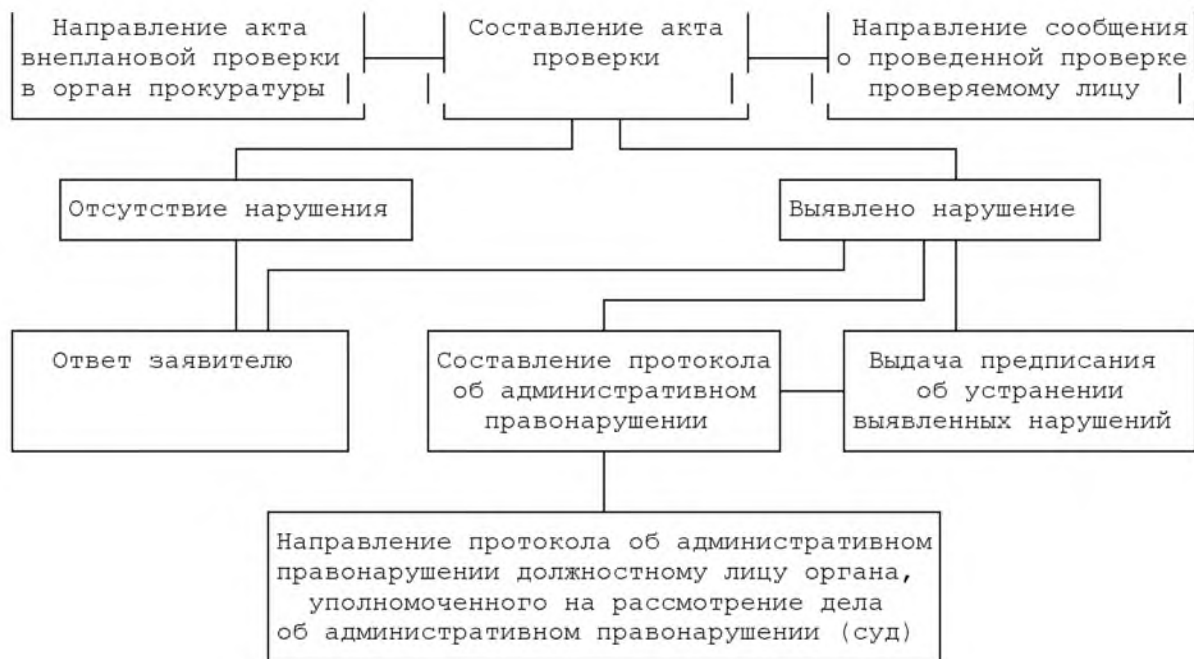 Направление акта
внеплановой проверки
в орган прокуратуры
Составление акта
проверки
Направление сообщения
о проведенной проверке
проверяемому лицу
Отсутствие нарушения
Выявлено нарушение
Ответ заявителю
Составление протокола
об административном
правонарушении
Выдача предписания
об устранении
выявленных нарушений
Направление протокола об административном
правонарушении должностному лицу органа,
уполномоченного на рассмотрение дела
об административном правонарушении (суд)